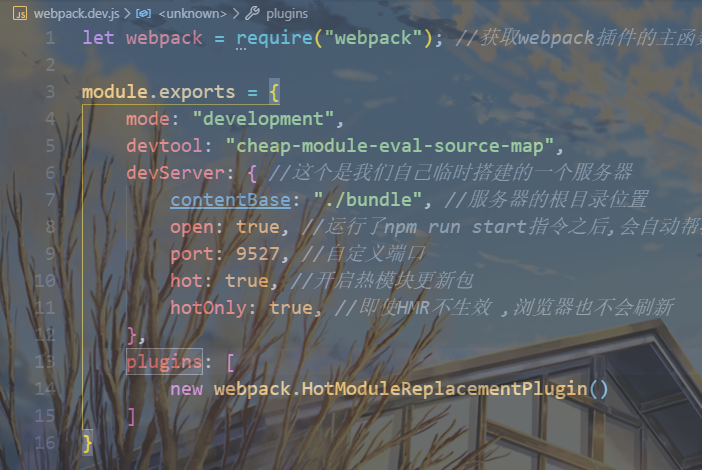 webpack.dev.js > <unknown> > plugins
1 let webpack = require("webpack"); //获取webpack插件的主函
2
3 module.exports = {
4 mode: "development",
5 devtool: "cheap-module-eval-source-map",
6 devServer: { //这个是我们自己临时搭建的一个服务器
7 contentBase: "./bundle", //服务器的根目录位置
8 open: true, //运行了npm run start指令之后,会自动帮
9 port: 9527, //自定义端口
10 hot: true, //开启热模块更新包
11 hotOnly: true, //即使HMR不生效 ,浏览器也不会刷新
12 },
13 plugins: [
14 new webpack.HotModuleReplacementPlugin()
15 ]
16 }